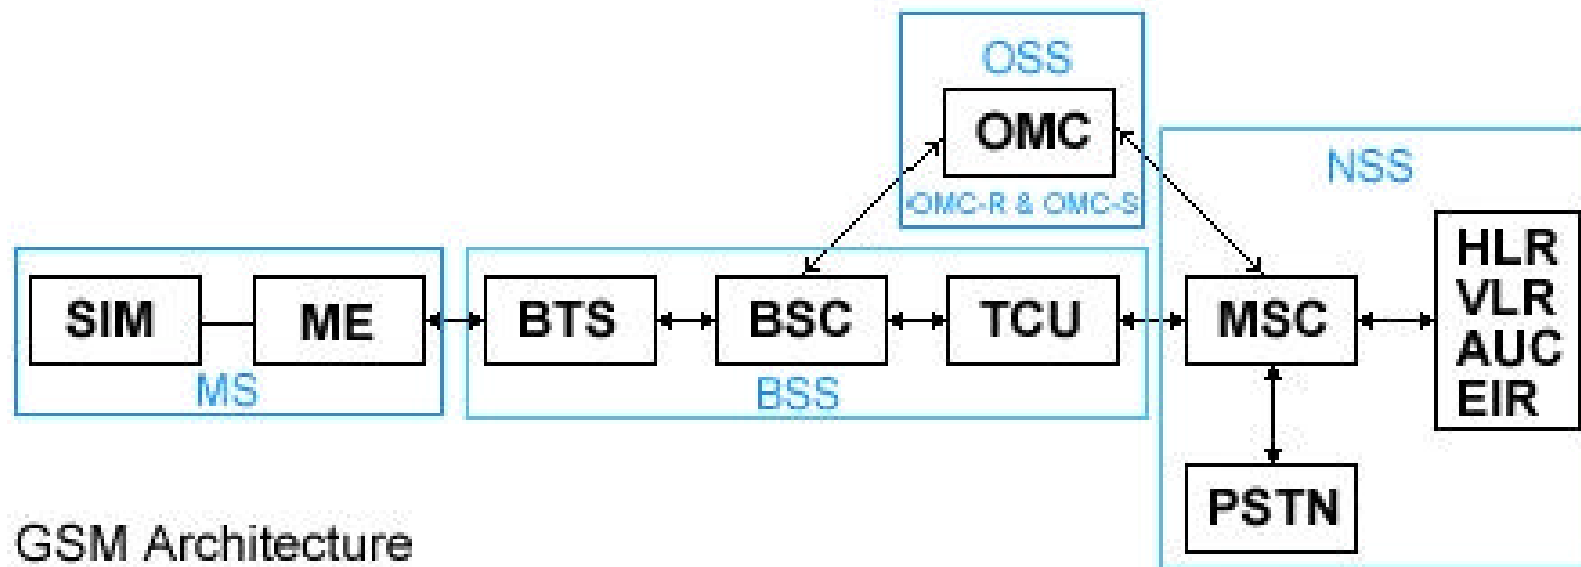 OSS
OMC
OMC-R & OMC-S
NSS
HLR
VLR
AUC
EIR
SIM
ME
BTS
BSC
TCU
MSC
MS
BSS
PSTN
GSM Architecture